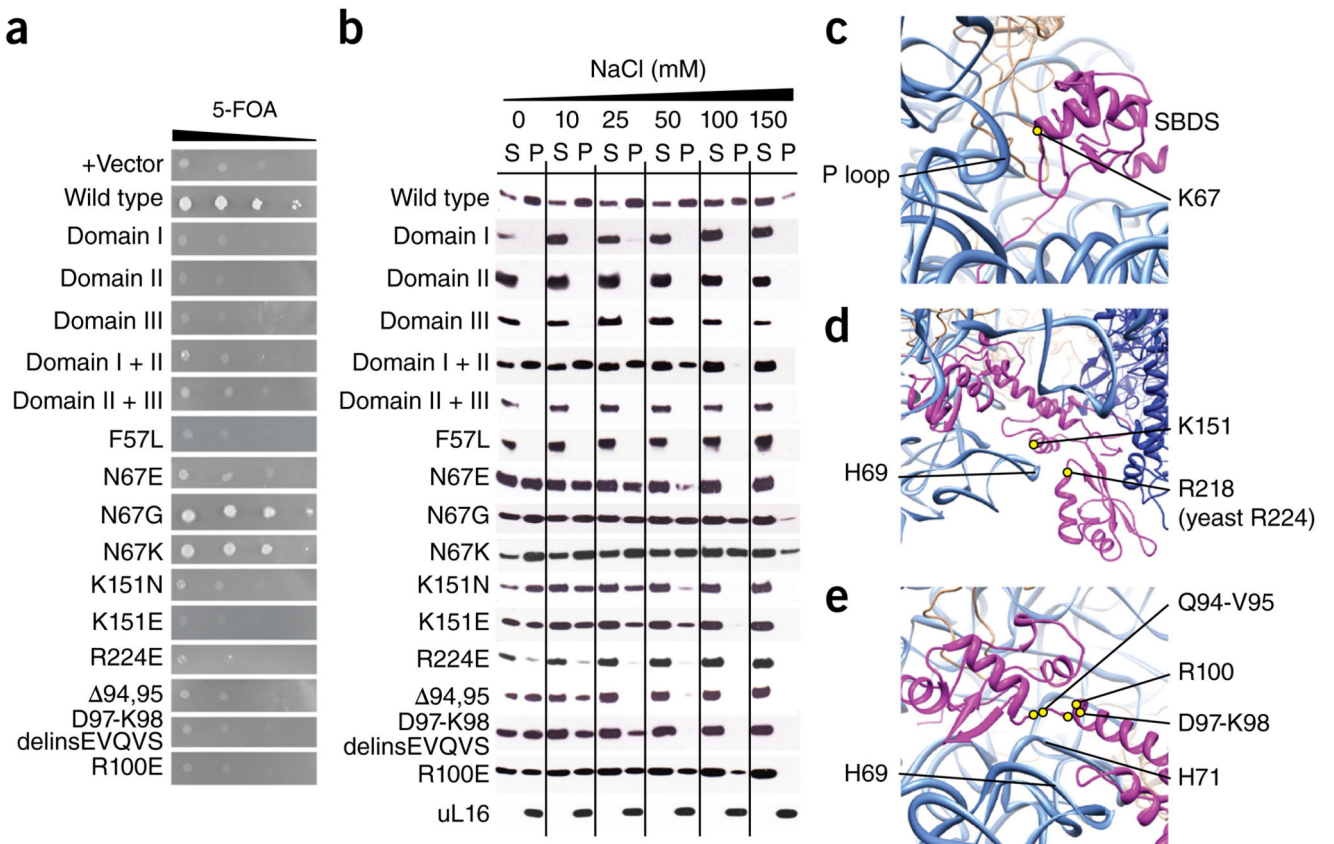 a
5-FOA
+Vector
Wild type
Domain I
Domain II
Domain III
Domain I + II
Domain II + III
F57L
N67E
N67G
N67K
K151N
K151E
R224E
Δ94,95
D97-K98
delinsEVQVS
R100E
b
NaCl (mM)
0 10 25 50 100 150
S P S P S P S P S P S P
Wild type
Domain I
Domain II
Domain III
Domain I + II
Domain II + III
F57L
N67E
N67G
N67K
K151N
K151E
R224E
Δ94,95
D97-K98
delinsEVQVS
R100E
uL16
c
SBDS
P loop
K67
d
K151
H69
R218
(yeast R224)
e
Q94-V95
R100
D97-K98
H69
H71